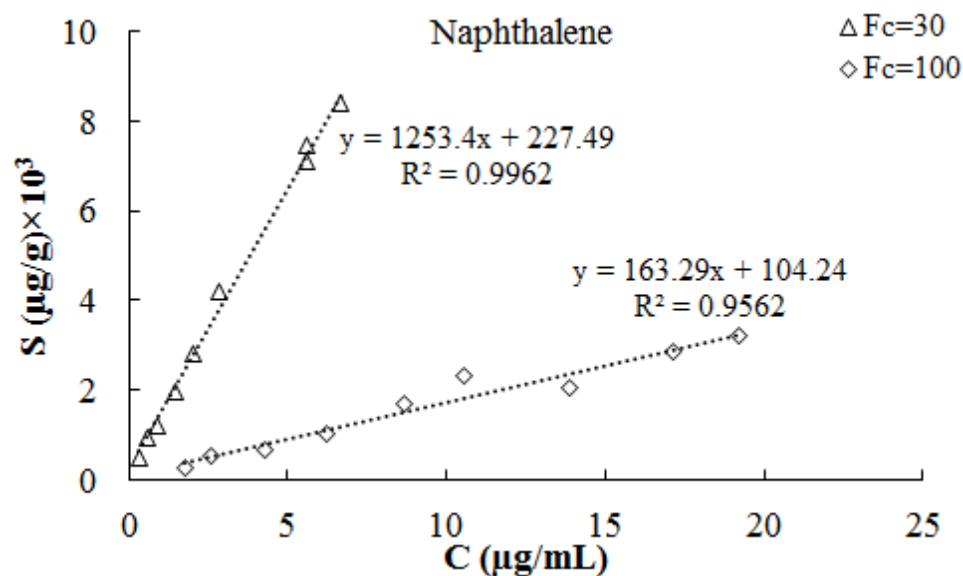 Naphthalene
△ Fc=30
◇ Fc=100
y = 1253.4x + 227.49
R² = 0.9962
y = 163.29x + 104.24
R² = 0.9562
S (μg/g)×10³
10
8
6
4
2
0
0 5 10 15 20 25
C (μg/mL)